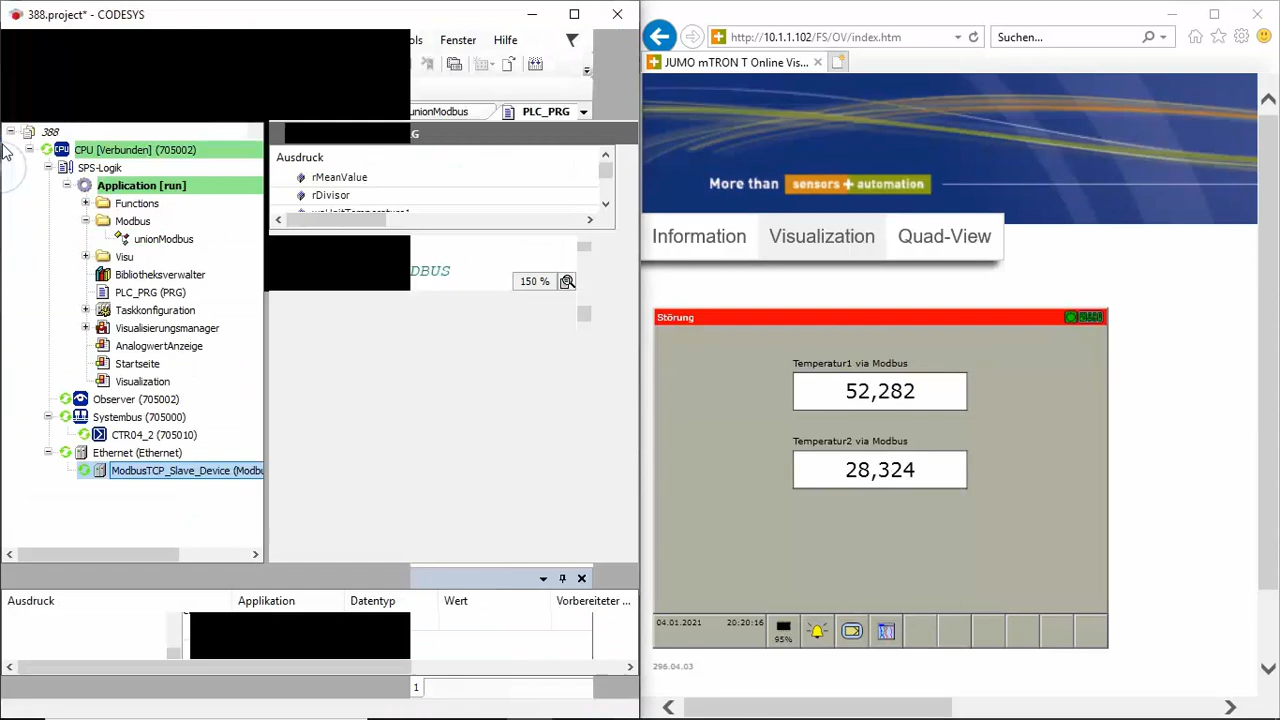 388.project* - CODESYS
ols Fenster Hilfe
unionModbus PLC_PRG
388
CPU [Verbunden] (705002)
SPS-Logik
Application [run]
Functions
Modbus
unionModbus
Visu
Bibliotheksverwalter
PLC_PRG (PRG)
Taskkonfiguration
Visualisierungsmanager
AnalogwertAnzeige
Startseite
Visualization
Observer (705002)
Systembus (705000)
CTR04_2 (705010)
Ethernet (Ethernet)
ModbusTCP_Slave_Device (Modbu
G
Ausdruck
rMeanValue
rDivisor
DBUS
150 %
Ausdruck Applikation Datentyp Wert Vorbereiteter ...
1
http://10.1.1.102/FS/OV/index.htm Suchen...
JUMO mTRON T Online Vis...
More than sensors + automation
Information Visualization Quad-View
Störung
Temperatur1 via Modbus
52,282
Temperatur2 via Modbus
28,324
04.01.2021 20:20:16
95%
296.04.03